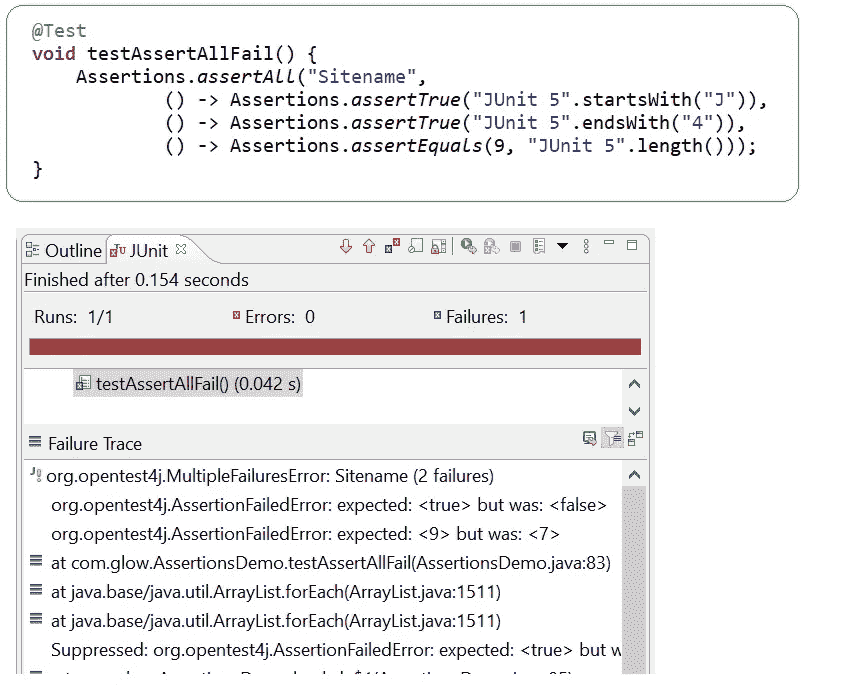 @Test
void testAssertAllFail() {
Assertions.assertAll("Sitename",
() -> Assertions.assertTrue("JUnit 5".startsWith("J")),
() -> Assertions.assertTrue("JUnit 5".endsWith("4")),
() -> Assertions.assertEquals(9, "JUnit 5".length()));
}
Outline JUnit
Finished after 0.154 seconds
Runs: 1/1 Errors: 0 Failures: 1
testAssertAllFail() (0.042 s)
Failure Trace
org.opentest4j.MultipleFailuresError: Sitename (2 failures)
org.opentest4j.AssertionFailedError: expected: <true> but was: <false>
org.opentest4j.AssertionFailedError: expected: <9> but was: <7>
at com.glow.AssertionsDemo.testAssertAllFail(AssertionsDemo.java:83)
at java.base/java.util.ArrayList.forEach(ArrayList.java:1511)
at java.base/java.util.ArrayList.forEach(ArrayList.java:1511)
Suppressed: org.opentest4j.AssertionFailedError: expected: <true> but